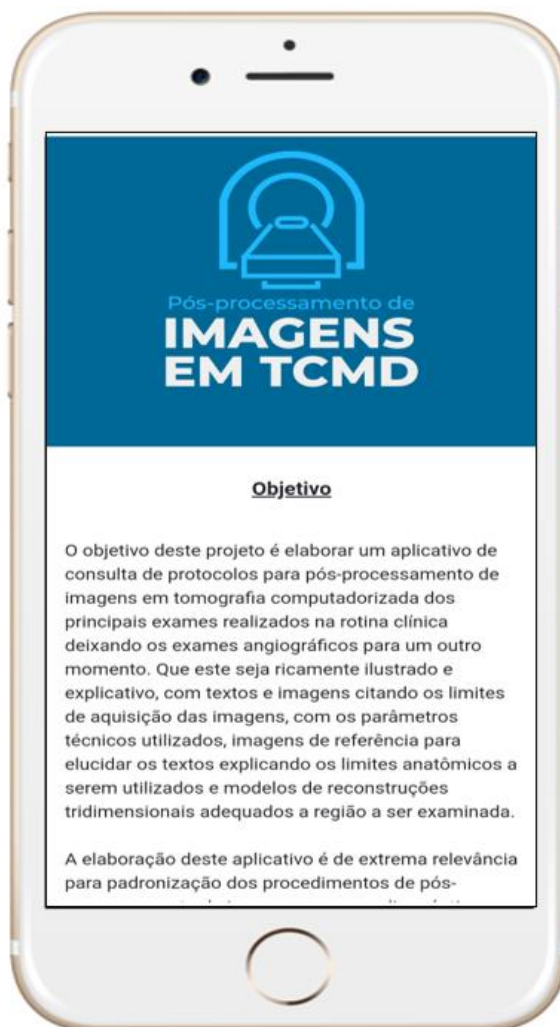 Pós-processamento de
IMAGENS
EM TCMD
Objetivo
O objetivo deste projeto é elaborar um aplicativo de
consulta de protocolos para pós-processamento de
imagens em tomografia computadorizada dos
principais exames realizados na rotina clínica
deixando os exames angiográficos para um outro
momento. Que este seja ricamente ilustrado e
explicativo, com textos e imagens citando os limites
de aquisição das imagens, com os parâmetros
técnicos utilizados, imagens de referência para
elucidar os textos explicando os limites anatômicos a
serem utilizados e modelos de reconstruções
tridimensionais adequados a região a ser examinada.
A elaboração deste aplicativo é de extrema relevância
para padronização dos procedimentos de pós-